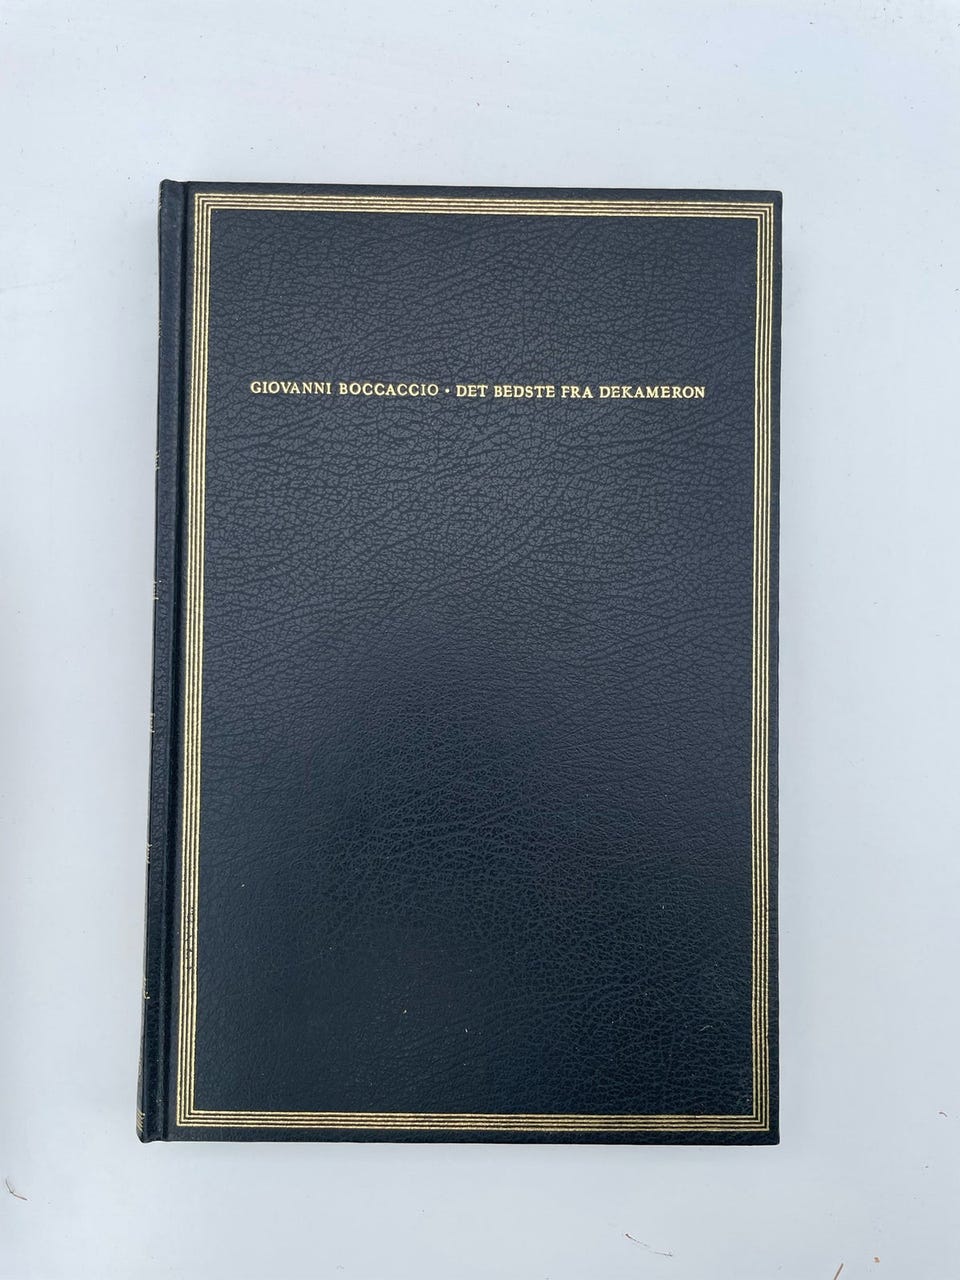 GIOVANNI BOCCACCIO · DET BEDSTE FRA DEKAMERON